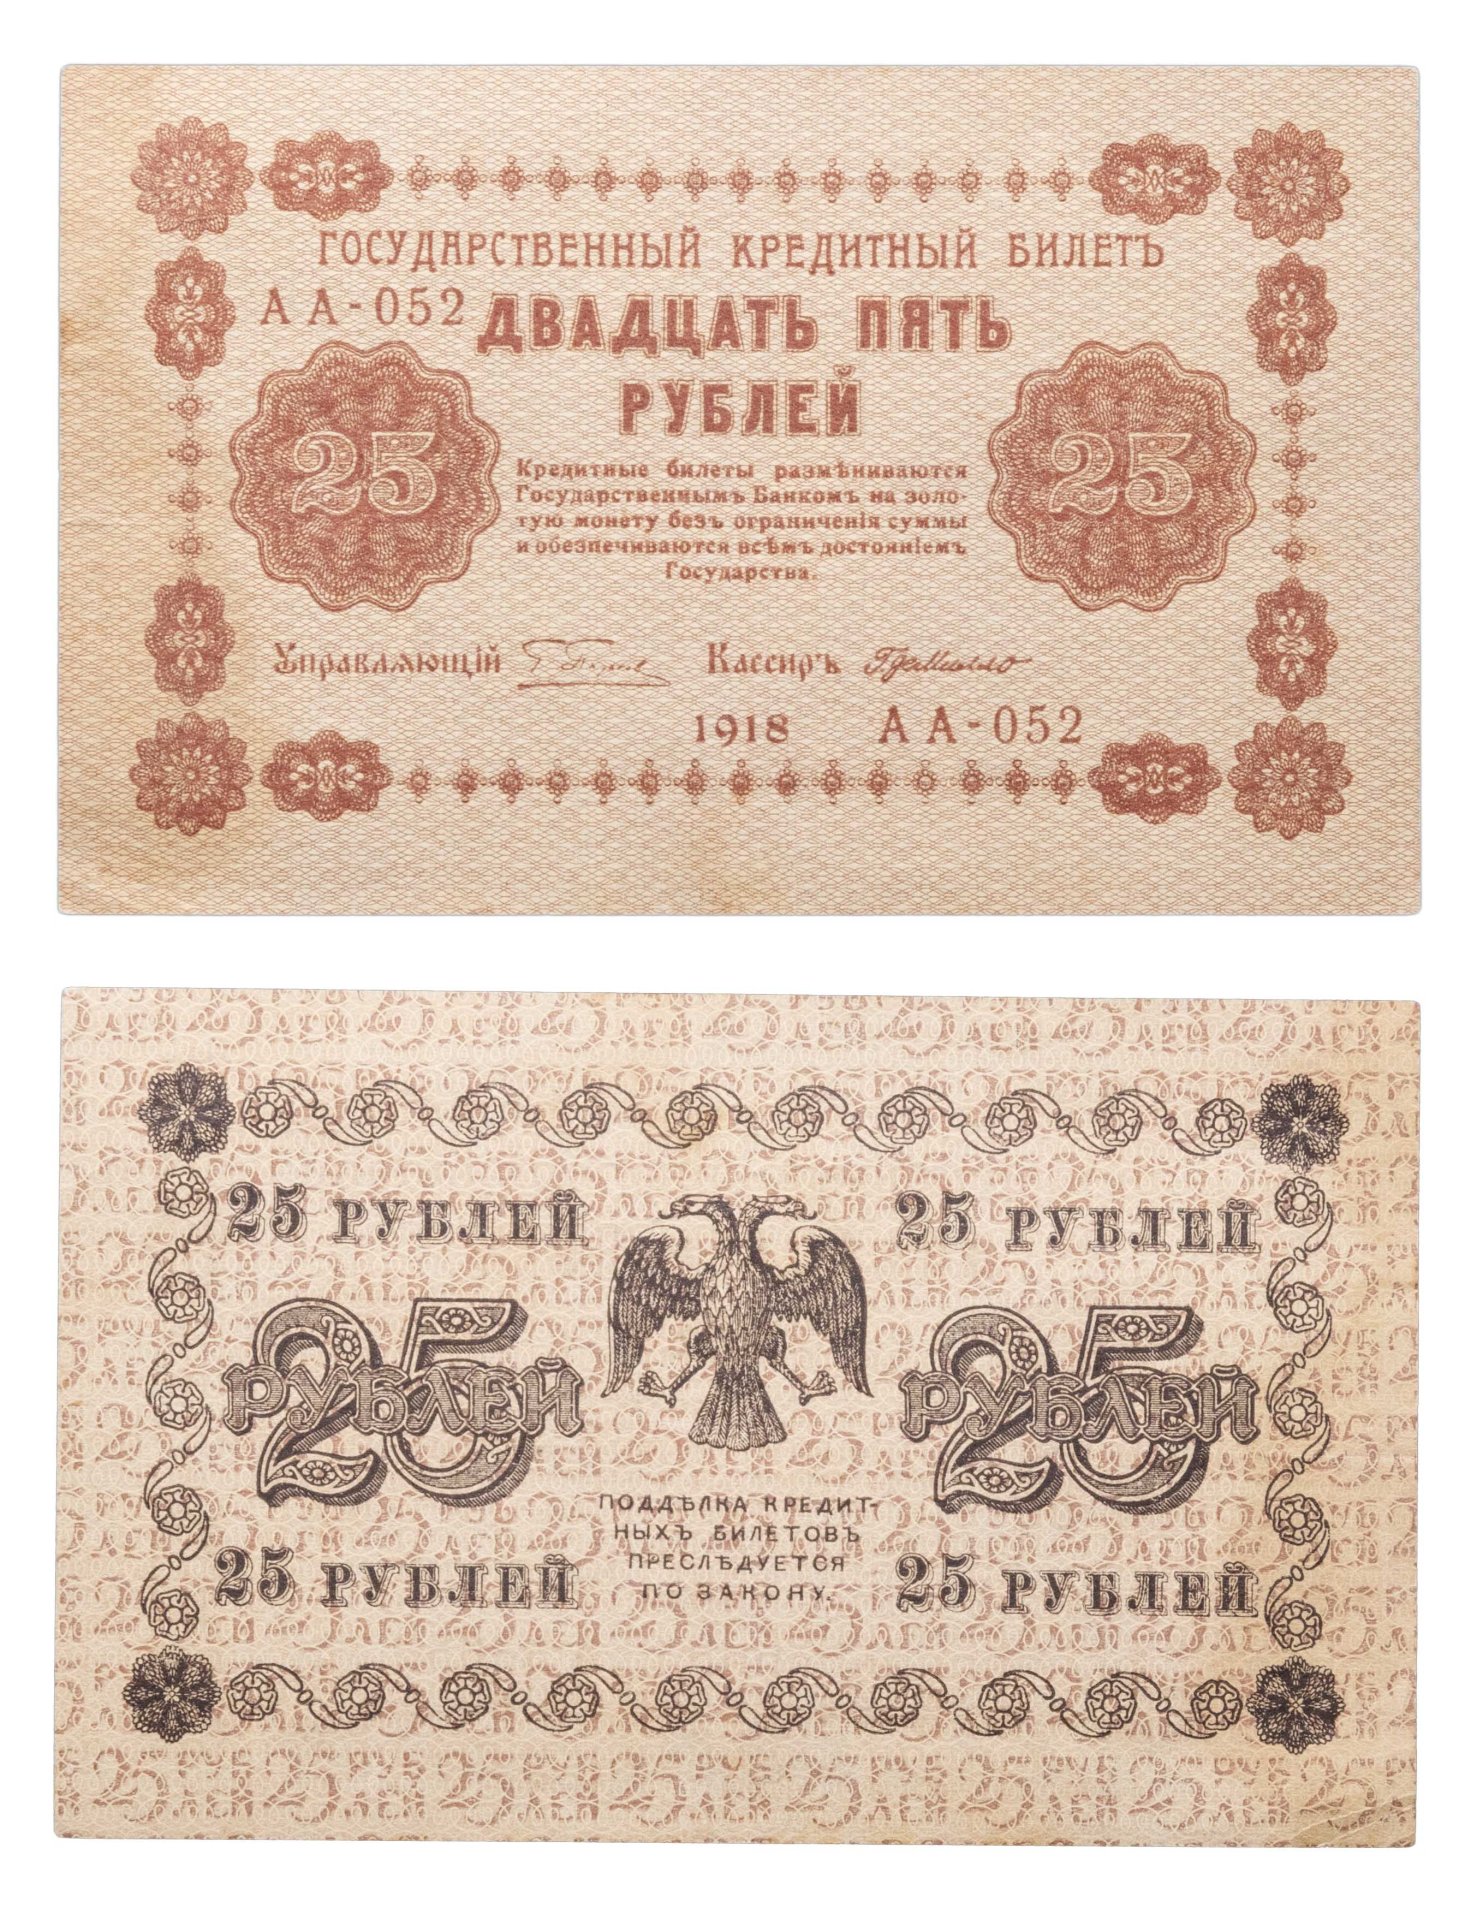 ГОСУДАРСТВЕННЫЙ КРЕДИТНЫЙ БИЛЕТЪ
АА-052
ДВАДЦАТЬ ПЯТЬ
РУБЛЕЙ
25
25
Кредитные билеты размѣниваются
Государственнымъ Банкомъ на золо-
тую монету безъ ограниченія суммы
и обезпечиваются всѣмъ достояніемъ
Государства.
Управляющій Кассиръ
1918 АА-052
25 РУБЛЕЙ 25 РУБЛЕЙ
25 РУБЛЕЙ 25 РУБЛЕЙ
ПОДДѢЛКА КРЕДИТ-
НЫХЪ БИЛЕТОВЪ
ПРЕСЛѢДУЕТСЯ
ПО ЗАКОНУ.
25 РУБЛЕЙ 25 РУБЛЕЙ